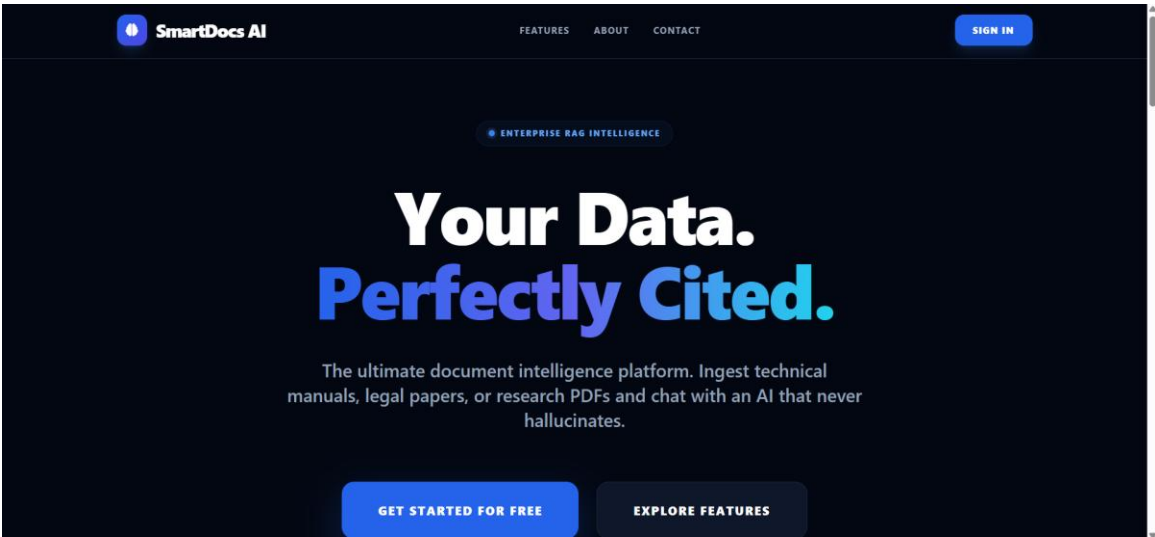 SmartDocs AI
FEATURES ABOUT CONTACT
SIGN IN
ENTERPRISE RAG INTELLIGENCE
Your Data.
Perfectly Cited.
The ultimate document intelligence platform. Ingest technical
manuals, legal papers, or research PDFs and chat with an AI that never
hallucinates.
GET STARTED FOR FREE
EXPLORE FEATURES